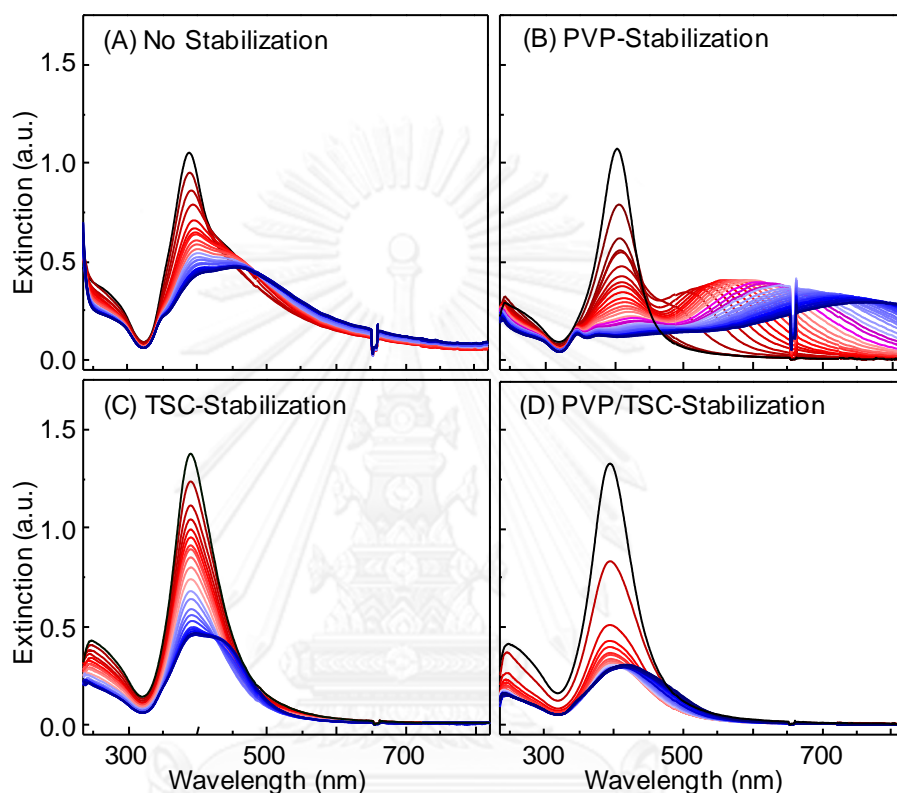 (A) No Stabilization
(B) PVP-Stabilization
1.5
1.0
0.5
0.0
Extinction (a.u.)
(C) TSC-Stabilization
(D) PVP/TSC-Stabilization
1.5
1.0
0.5
0.0
Extinction (a.u.)
300 500 700
300 500 700
Wavelength (nm)
Wavelength (nm)